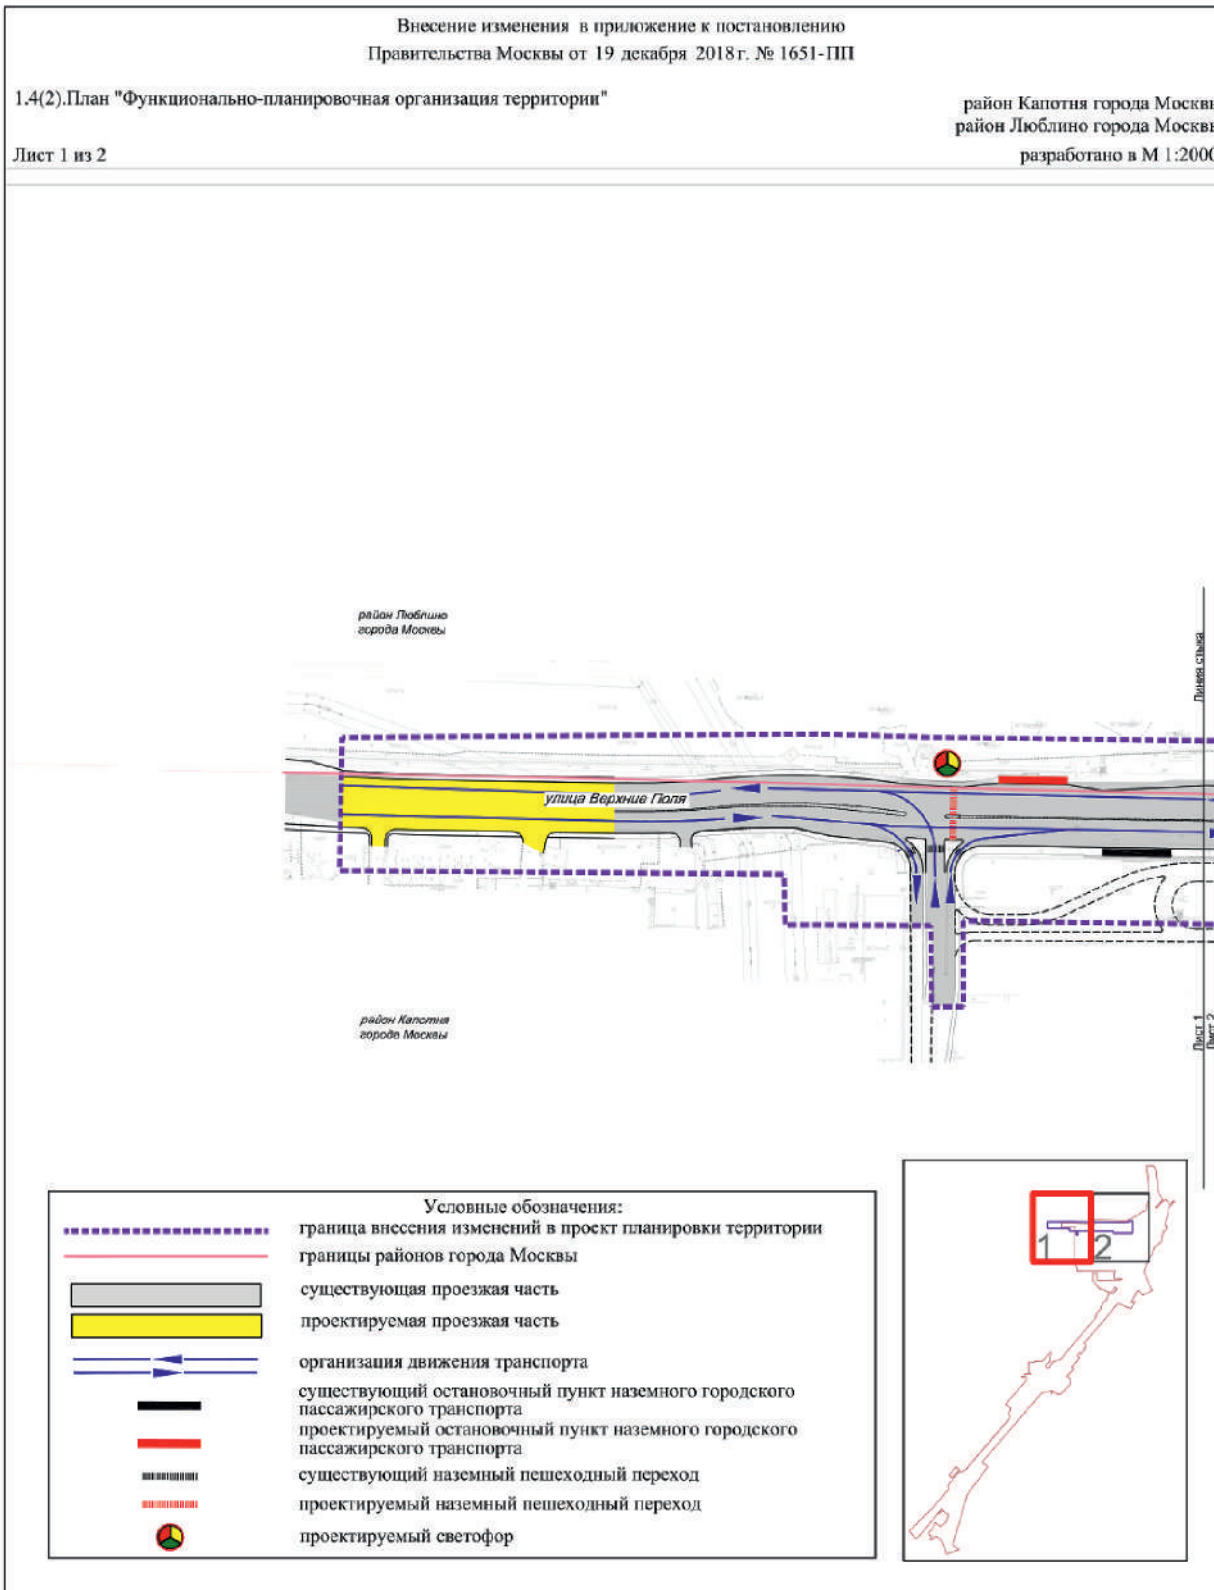 Внесение изменения в приложение к постановлению
Правительства Москвы от 19 декабря 2018г. № 1651-ПП
1.4(2).План "Функционально-планировочная организация территории"
район Капотня города Москвы
район Люблино города Москвы
Лист 1 из 2
разработано в М 1:2000
район Люблино
города Москвы
Линия стыка
улица Верхние Поля
район Капотня
города Москвы
Лист 1
Лист 2
Условные обозначения:
граница внесения изменений в проект планировки территории
границы районов города Москвы
существующая проезжая часть
проектируемая проезжая часть
организация движения транспорта
существующий остановочный пункт наземного городского
пассажирского транспорта
проектируемый остановочный пункт наземного городского
пассажирского транспорта
существующий наземный пешеходный переход
проектируемый наземный пешеходный переход
проектируемый светофор
1
2